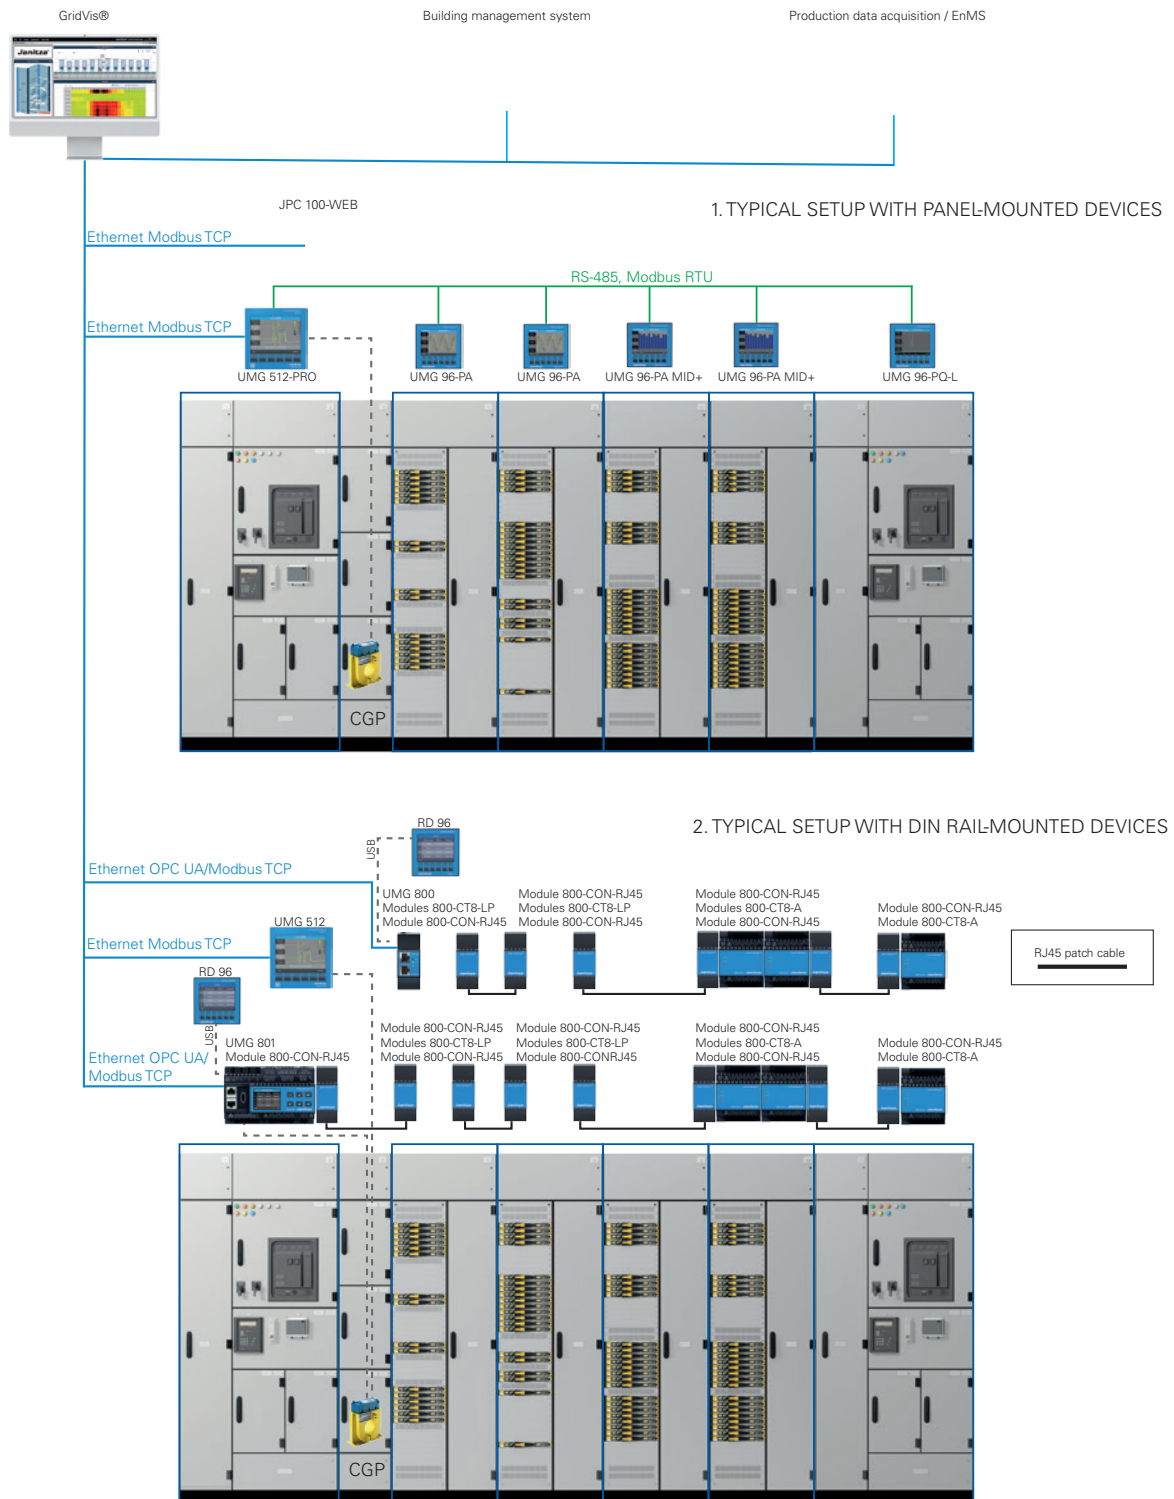 GridVis®
Building management system
Production data acquisition / EnMS
Janitza
JPC 100-WEB
1. TYPICAL SETUP WITH PANEL-MOUNTED DEVICES
Ethernet Modbus TCP
RS-485, Modbus RTU
Ethernet Modbus TCP
UMG 512-PRO
UMG 96-PA
UMG 96-PA
UMG 96-PA MID+
UMG 96-PA MID+
UMG 96-PQ-L
CGP
2. TYPICAL SETUP WITH DIN RAIL-MOUNTED DEVICES
RD 96
USB
Ethernet OPC UA/Modbus TCP
UMG 800
Modules 800-CT8-LP
Module 800-CON-RJ45
Module 800-CON-RJ45
Modules 800-CT8-LP
Module 800-CON-RJ45
Module 800-CON-RJ45
Modules 800-CT8-A
Module 800-CON-RJ45
Module 800-CON-RJ45
Module 800-CT8-A
RJ45 patch cable
UMG 512
Ethernet Modbus TCP
RD 96
USB
UMG 801
Module 800-CON-RJ45
Ethernet OPC UA/
Modbus TCP
Module 800-CON-RJ45
Modules 800-CT8-LP
Module 800-CON-RJ45
Module 800-CON-RJ45
Modules 800-CT8-LP
Module 800-CONRJ45
Module 800-CON-RJ45
Modules 800-CT8-A
Module 800-CON-RJ45
Module 800-CON-RJ45
Module 800-CT8-A
CGP